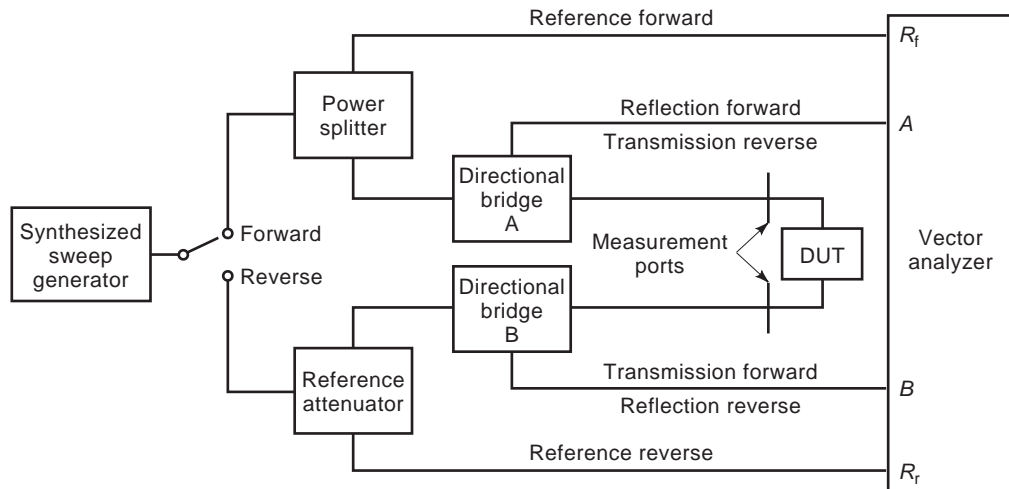 Reference forward
R_f
Power
splitter
Reflection forward
A
Transmission reverse
Directional
bridge
A
Synthesized
sweep
generator
Forward
Reverse
Measurement
ports
DUT
Vector
analyzer
Directional
bridge
B
Reference
attenuator
Transmission forward
B
Reflection reverse
Reference reverse
R_r